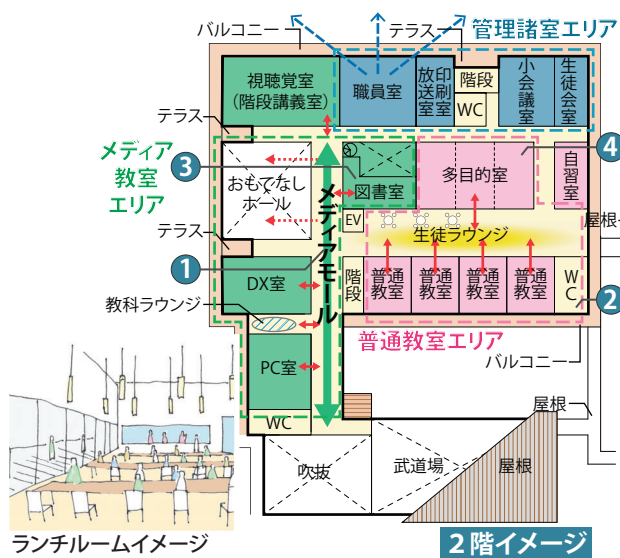 バルコニー
テラス
管理諸室エリア
視聴覚室
(階段講義室)
職員室
放送室
印刷室
階段
WC
小会議室
生徒会室
テラス
メディア
教室
エリア
3
4
おもてなし
ホール
図書室
多目的室
自習室
メディアモール
EV
生徒ラウンジ
屋根
テラス
1
DX室
階段
普通
教室
普通
教室
普通
教室
普通
教室
WC
2
教科ラウンジ
普通教室エリア
バルコニー
PC室
屋根
WC
吹抜
武道場
屋根
ランチルームイメージ
2階イメージ